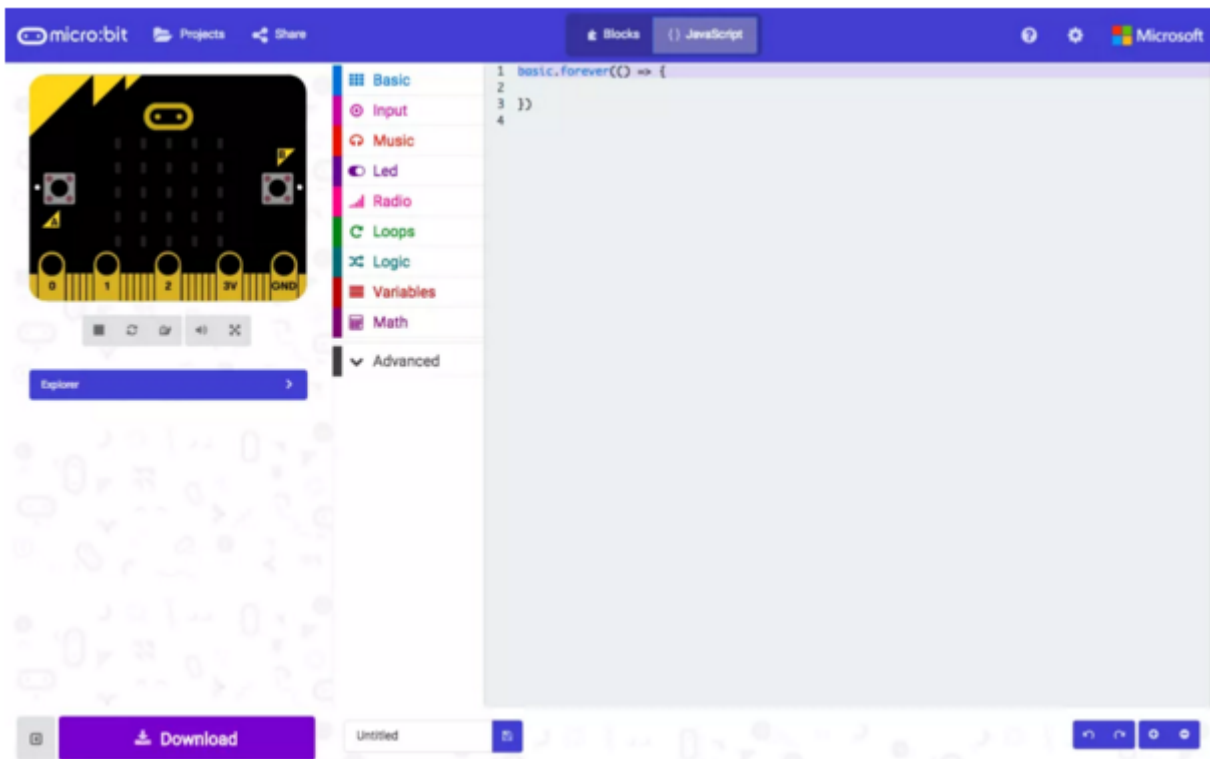 micro:bit Projects Share Blocks {} JavaScript Microsoft
B
A
0 1 2 3V GND
Explorer
Basic
Input
Music
Led
Radio
Loops
Logic
Variables
Math
Advanced
1 basic.forever(() => {
2
3 })
4
Download
Untitled